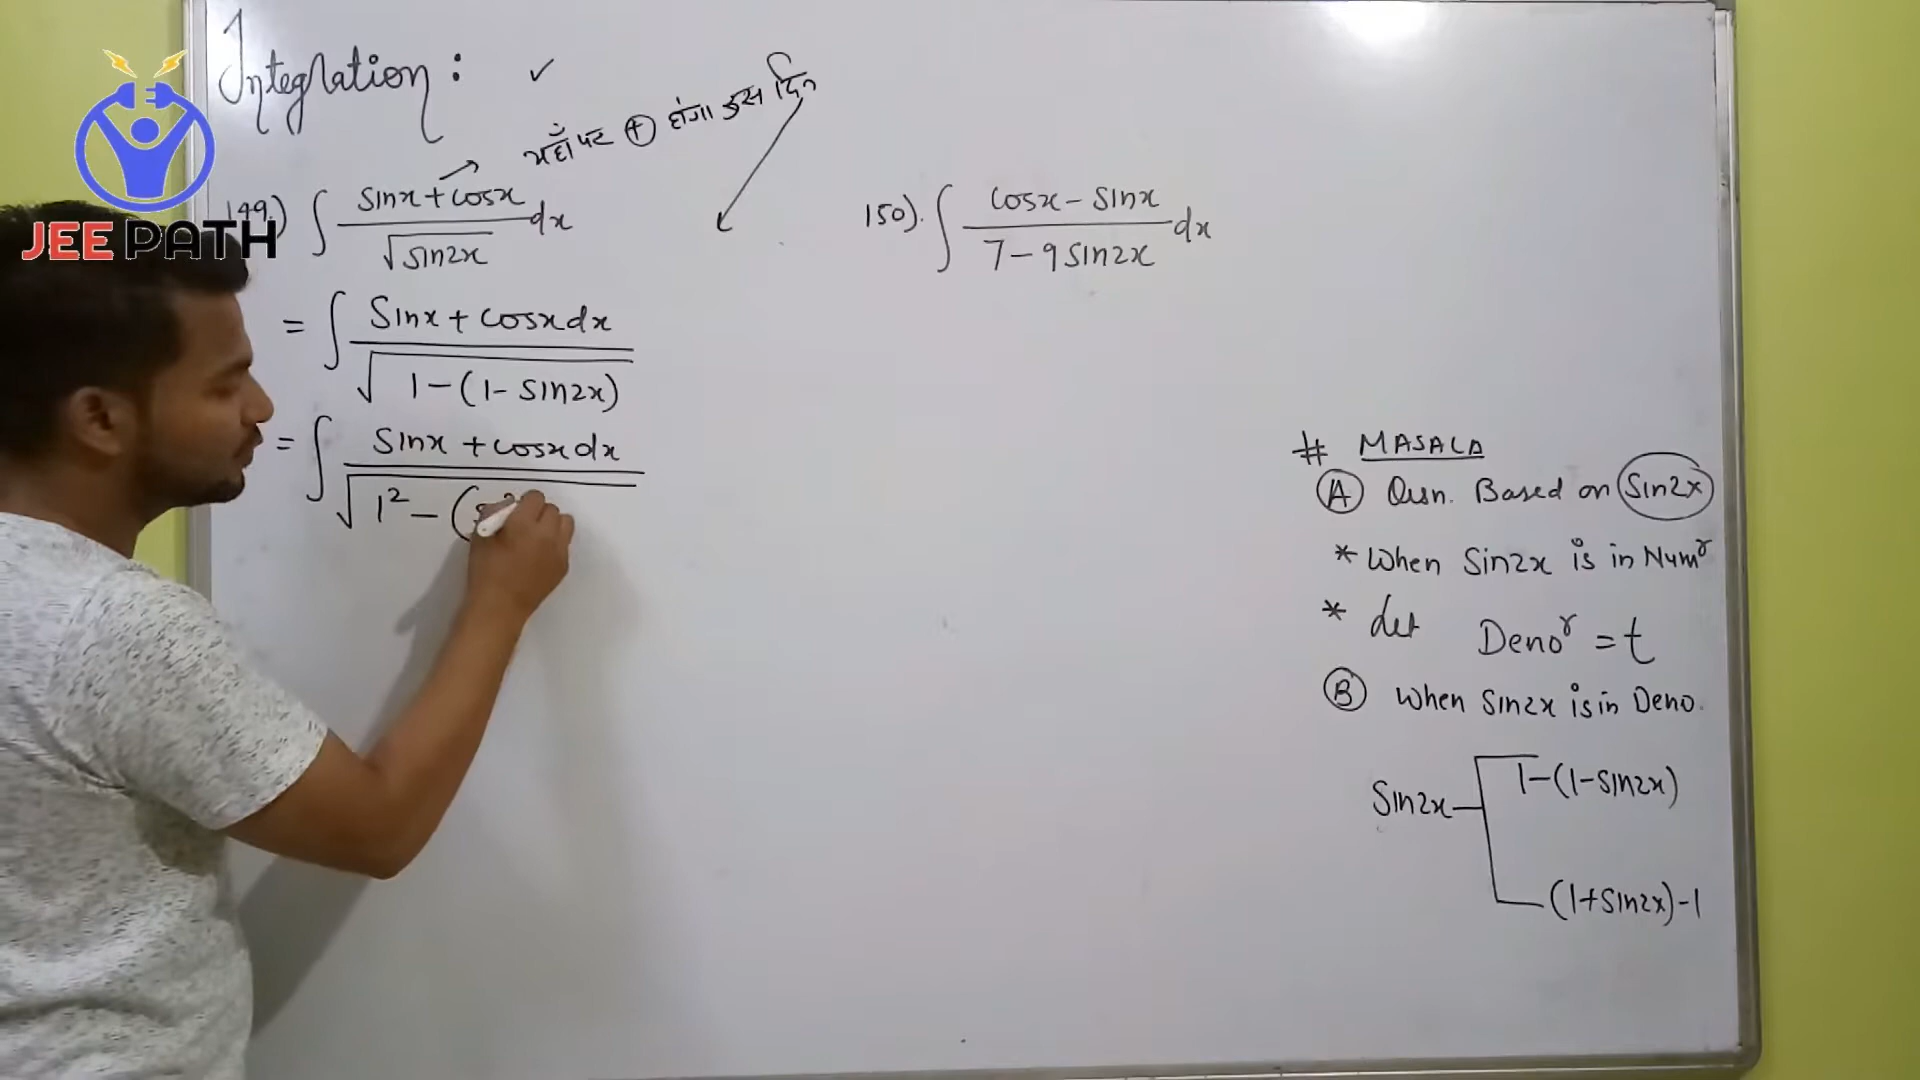 Integration : ✓
यहाँ पर ⊕ होगा उस दिन
JEE PATH
149.) ∫ sinx + cosx / √sin2x dx
= ∫ sinx + cosx dx / √1 - (1 - sin2x)
= ∫ sinx + cosx dx / √1² - (
150). ∫ cosx - sinx / 7 - 9 sin2x dx
# MASALA
(A) Qusn. Based on sin2x
* When Sin2x is in Numʳ
* Let Denoʳ = t
(B) When Sin2x is in Deno.
Sin2x
1 - (1 - sin2x)
(1 + sin2x) - 1